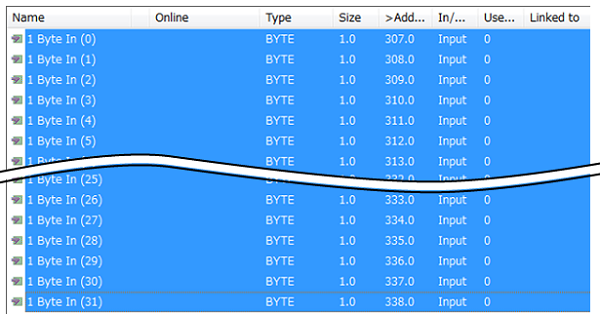 Name Online Type Size >Add... In/... Use... Linked to
1 Byte In (0) BYTE 1.0 307.0 Input 0
1 Byte In (1) BYTE 1.0 308.0 Input 0
1 Byte In (2) BYTE 1.0 309.0 Input 0
1 Byte In (3) BYTE 1.0 310.0 Input 0
1 Byte In (4) BYTE 1.0 311.0 Input 0
1 Byte In (5) BYTE 1.0 312.0 Input 0
1 Byte In BYTE 1.0 313.0 Input 0
1 Byte In (25) BYTE 1.0 Input 0
1 Byte In (26) BYTE 1.0 333.0 Input 0
1 Byte In (27) BYTE 1.0 334.0 Input 0
1 Byte In (28) BYTE 1.0 335.0 Input 0
1 Byte In (29) BYTE 1.0 336.0 Input 0
1 Byte In (30) BYTE 1.0 337.0 Input 0
1 Byte In (31) BYTE 1.0 338.0 Input 0